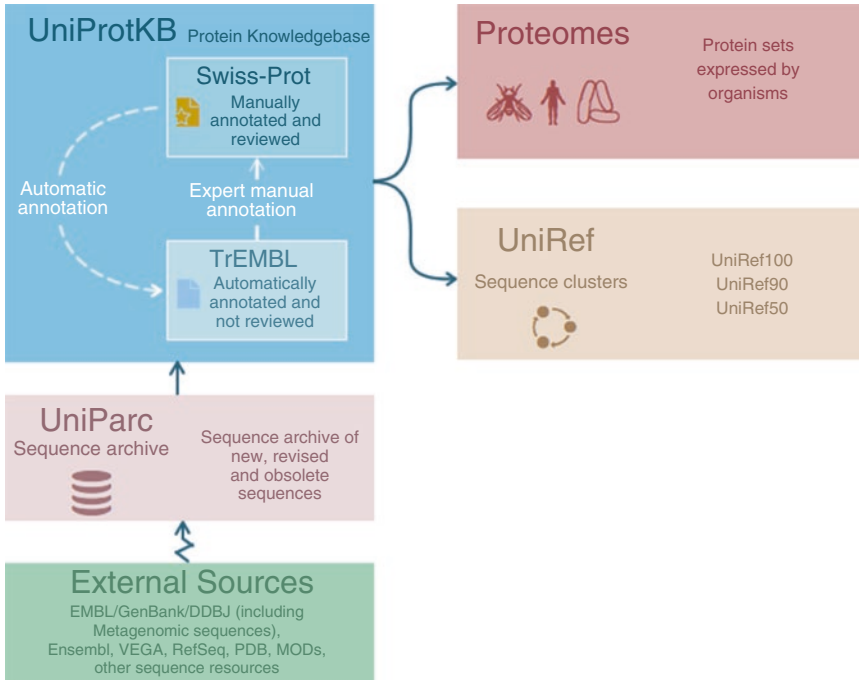 UniProtKB Protein Knowledgebase
Swiss-Prot
Manually
annotated and
reviewed
Automatic
annotation
Expert manual
annotation
TrEMBL
Automatically
annotated and
not reviewed
Proteomes
Protein sets
expressed by
organisms
UniRef
Sequence clusters
UniRef100
UniRef90
UniRef50
UniParc
Sequence archive
Sequence archive of
new, revised
and obsolete
sequences
External Sources
EMBL/GenBank/DDBJ (including
Metagenomic sequences),
Ensembl, VEGA, RefSeq, PDB, MODs,
other sequence resources